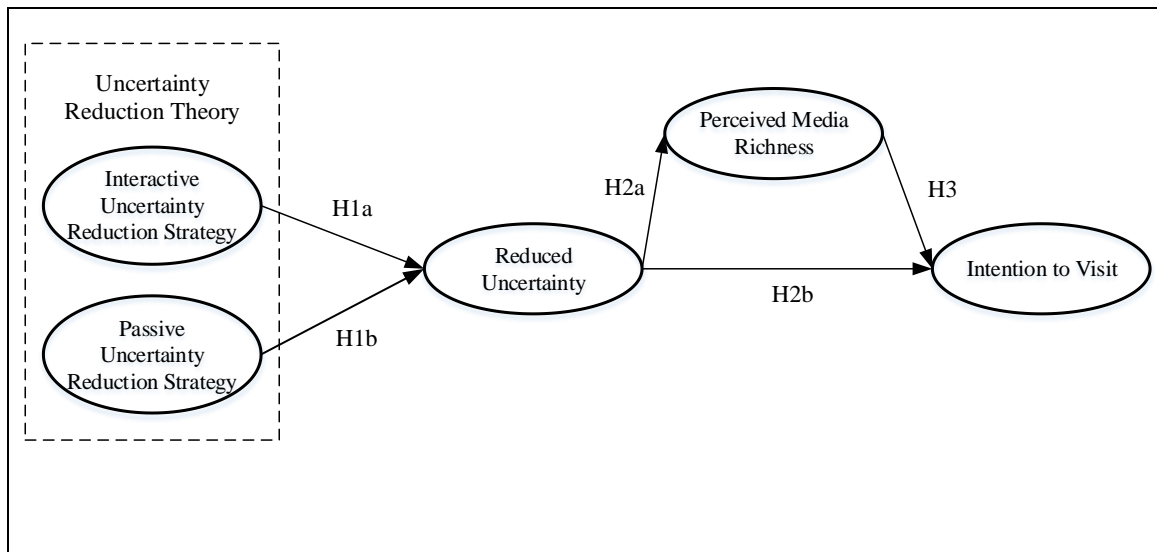 Uncertainty
Reduction Theory
Interactive
Uncertainty
Reduction Strategy
Passive
Uncertainty
Reduction Strategy
H1a
H1b
Reduced
Uncertainty
H2a
H2b
Perceived Media
Richness
H3
Intention to Visit